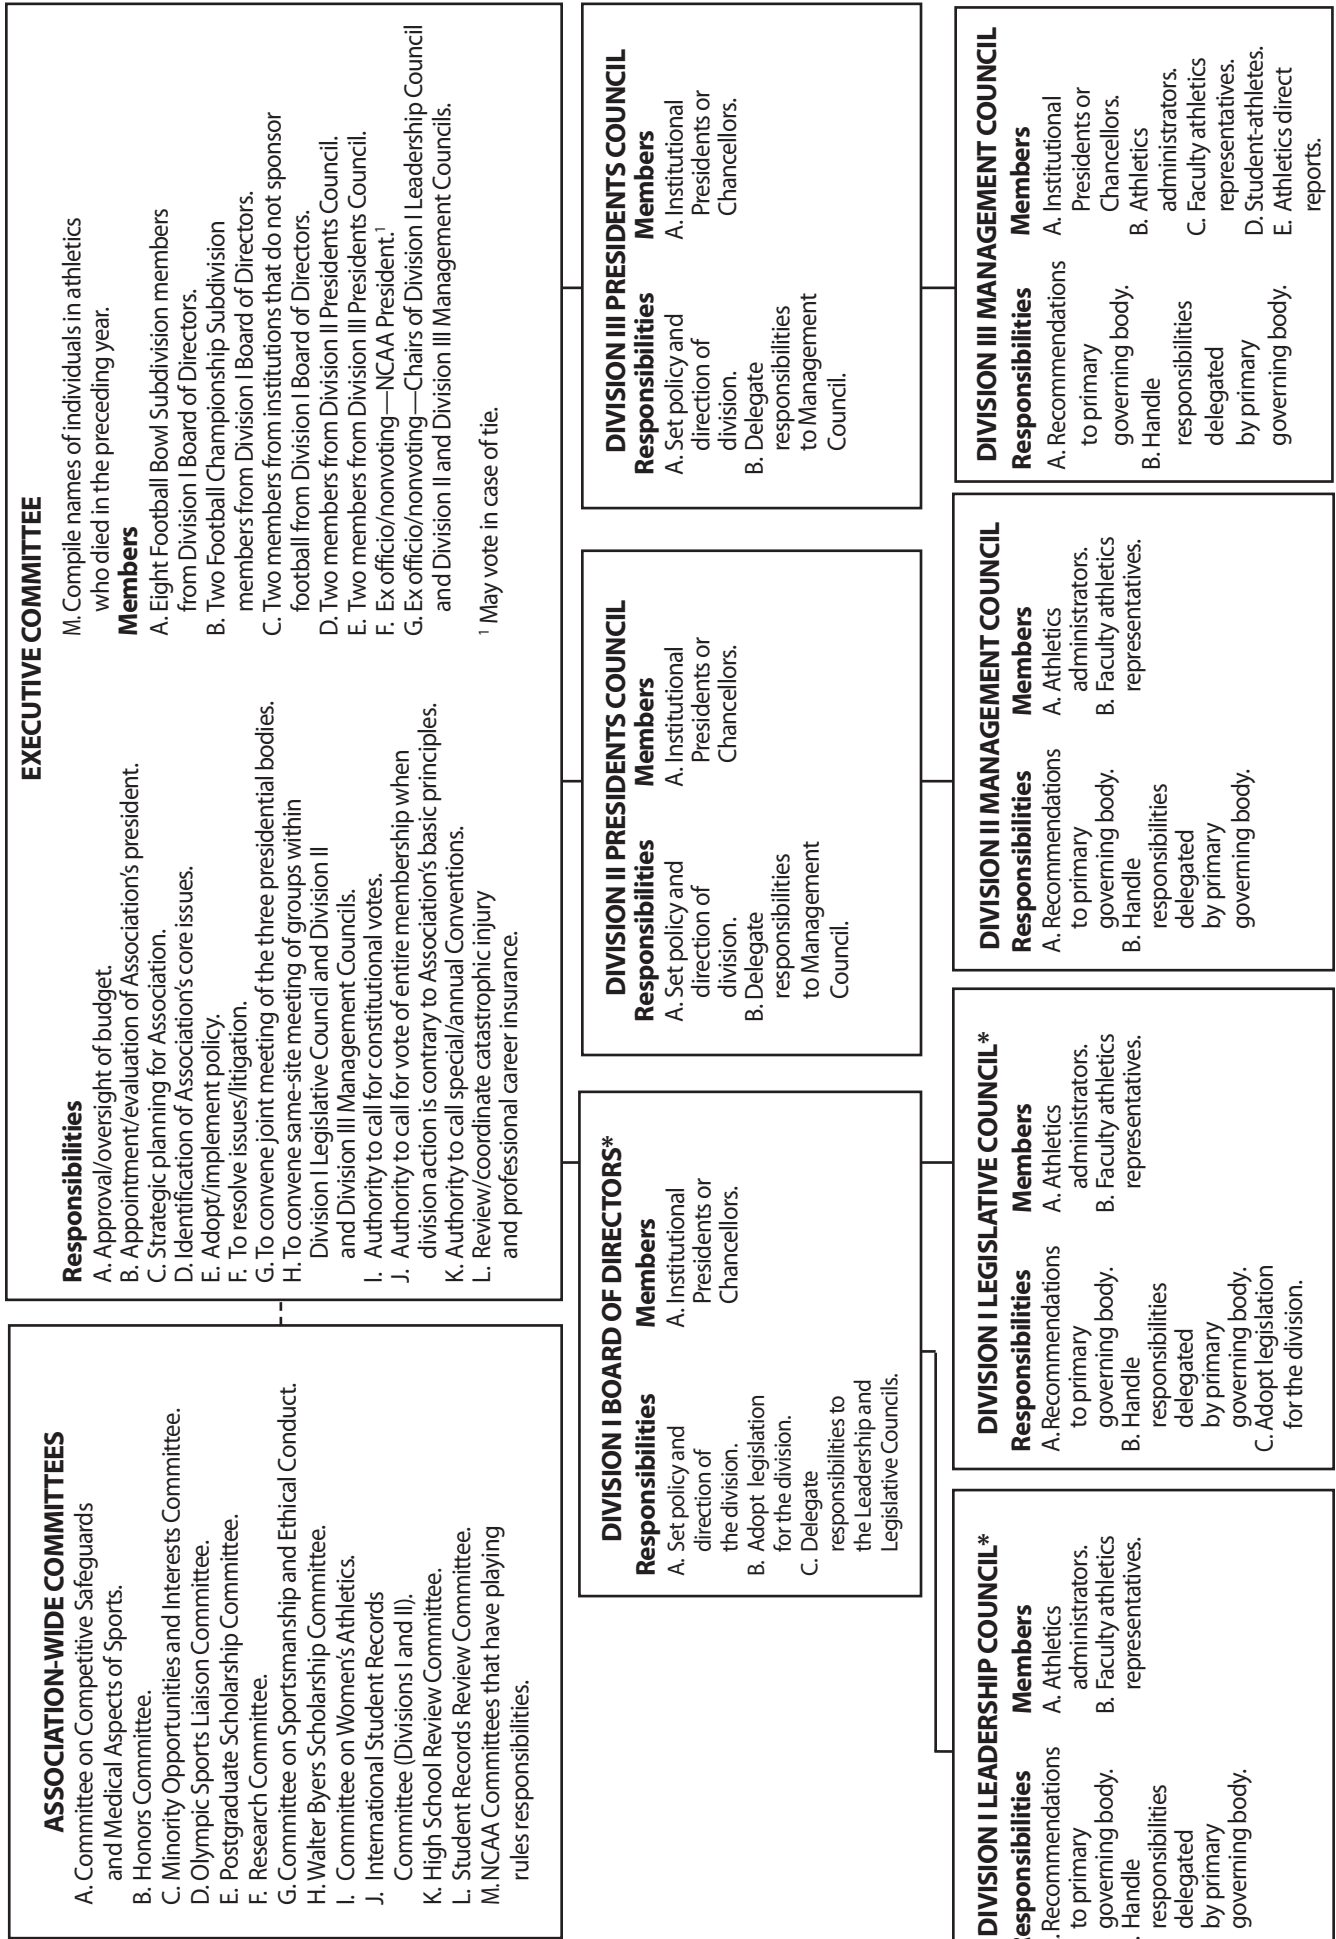 ASSOCIATION-WIDE COMMITTEES
A. Committee on Competitive Safeguards
and Medical Aspects of Sports.
B. Honors Committee.
C. Minority Opportunities and Interests Committee.
D. Olympic Sports Liaison Committee.
E. Postgraduate Scholarship Committee.
F. Research Committee.
G. Committee on Sportsmanship and Ethical Conduct.
H. Walter Byers Scholarship Committee.
I. Committee on Women's Athletics.
J. International Student Records
Committee (Divisions I and II).
K. High School Review Committee.
L. Student Records Review Committee.
M. NCAA Committees that have playing
rules responsibilities.
EXECUTIVE COMMITTEE
Responsibilities
A. Approval/oversight of budget.
B. Appointment/evaluation of Association's president.
C. Strategic planning for Association.
D. Identification of Association's core issues.
E. Adopt/implement policy.
F. To resolve issues/litigation.
G. To convene joint meeting of the three presidential bodies.
H. To convene same-site meeting of groups within
Division I Legislative Council and Division II
and Division III Management Councils.
I. Authority to call for constitutional votes.
J. Authority to call for vote of entire membership when
division action is contrary to Association's basic principles.
K. Authority to call special/annual Conventions.
L. Review/coordinate catastrophic injury
and professional career insurance.
M. Compile names of individuals in athletics
who died in the preceding year.
Members
A. Eight Football Bowl Subdivision members
from Division I Board of Directors.
B. Two Football Championship Subdivision
members from Division I Board of Directors.
C. Two members from institutions that do not sponsor
football from Division I Board of Directors.
D. Two members from Division II Presidents Council.
E. Two members from Division III Presidents Council.
F. Ex officio/nonvoting—NCAA President.¹
G. Ex officio/nonvoting—Chairs of Division I Leadership Council
and Division II and Division III Management Councils.
¹ May vote in case of tie.
DIVISION I BOARD OF DIRECTORS*
Responsibilities
A. Set policy and
direction of
the division.
B. Adopt legislation
for the division.
C. Delegate
responsibilities to
the Leadership and
Legislative Councils.
Members
A. Institutional
Presidents or
Chancellors.
DIVISION II PRESIDENTS COUNCIL
Responsibilities
A. Set policy and
direction of
division.
B. Delegate
responsibilities
to Management
Council.
Members
A. Institutional
Presidents or
Chancellors.
DIVISION III PRESIDENTS COUNCIL
Responsibilities
A. Set policy and
direction of
division.
B. Delegate
responsibilities
to Management
Council.
Members
A. Institutional
Presidents or
Chancellors.
DIVISION I LEADERSHIP COUNCIL*
esponsibilities
. Recommendations
to primary
governing body.
. Handle
responsibilities
delegated
by primary
governing body.
Members
A. Athletics
administrators.
B. Faculty athletics
representatives.
DIVISION I LEGISLATIVE COUNCIL*
Responsibilities
A. Recommendations
to primary
governing body.
B. Handle
responsibilities
delegated
by primary
governing body.
C. Adopt legislation
for the division.
Members
A. Athletics
administrators.
B. Faculty athletics
representatives.
DIVISION II MANAGEMENT COUNCIL
Responsibilities
A. Recommendations
to primary
governing body.
B. Handle
responsibilities
delegated
by primary
governing body.
Members
A. Athletics
administrators.
B. Faculty athletics
representatives.
DIVISION III MANAGEMENT COUNCIL
Responsibilities
A. Recommendations
to primary
governing body.
B. Handle
responsibilities
delegated
by primary
governing body.
Members
A. Institutional
Presidents or
Chancellors.
B. Athletics
administrators.
C. Faculty athletics
representatives.
D. Student-athletes.
E. Athletics direct
reports.